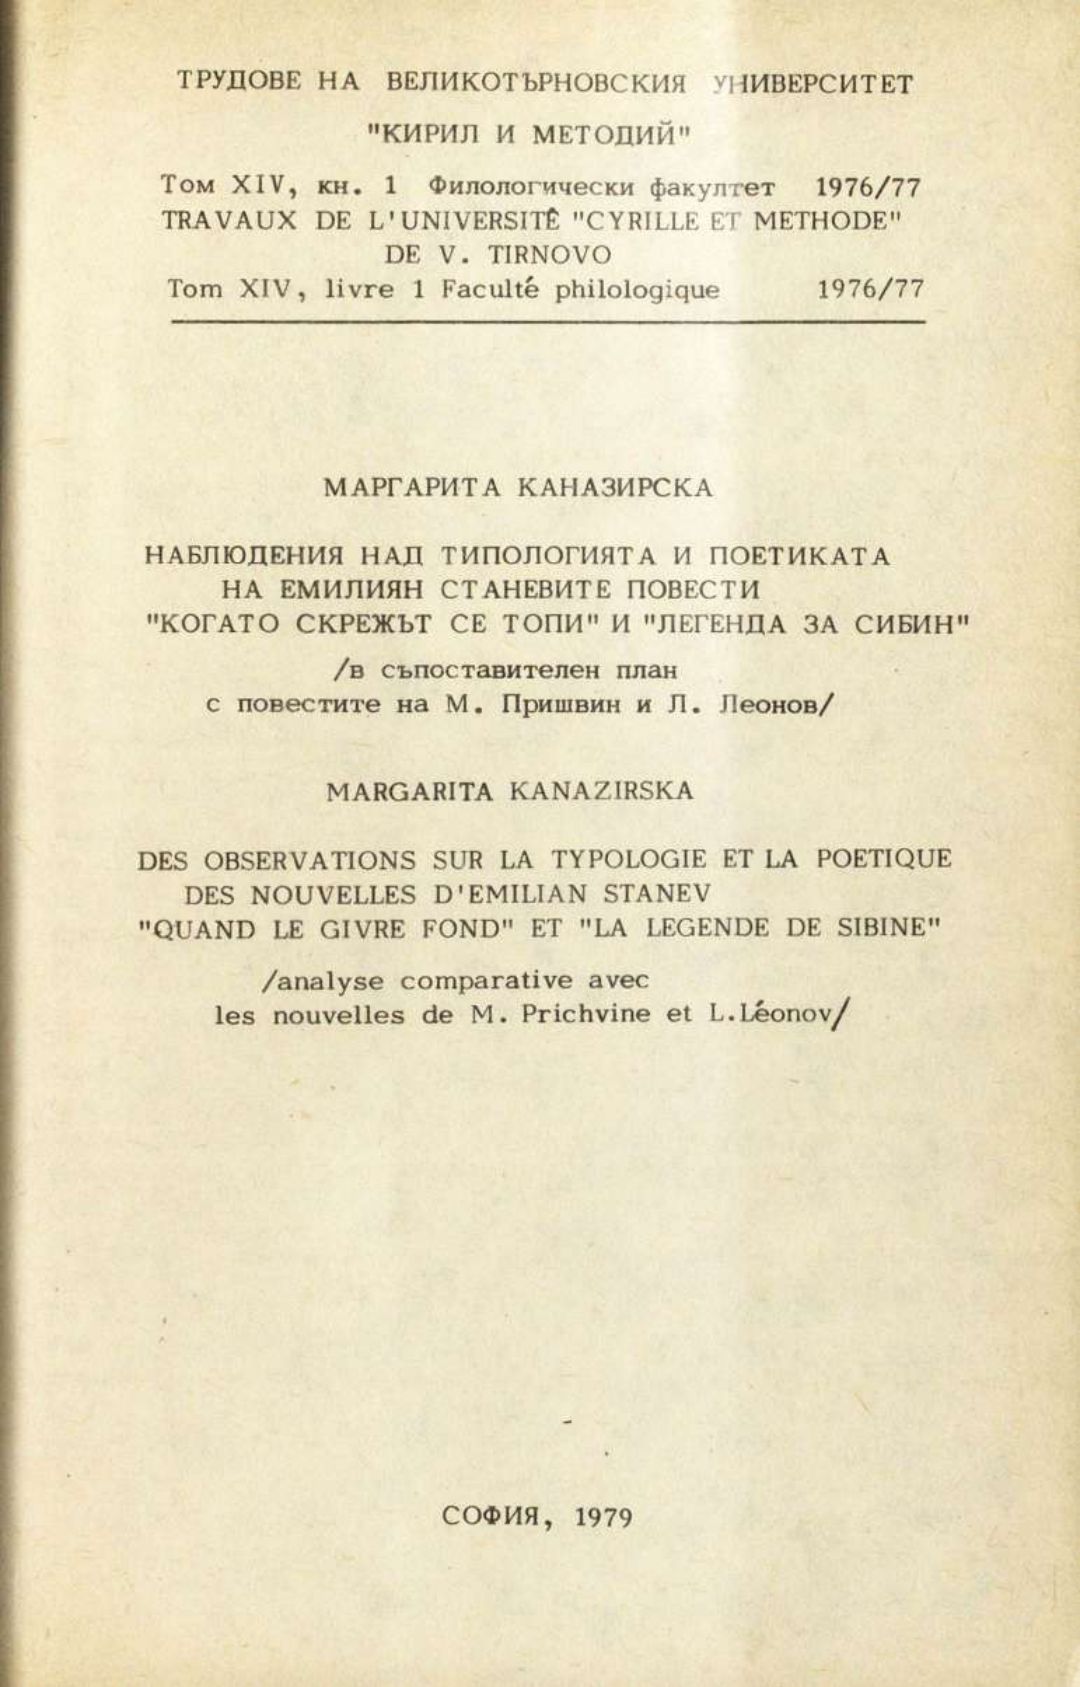 ТРУДОВЕ НА ВЕЛИКОТЪРНОВСКИЯ УНИВЕРСИТЕТ
"КИРИЛ И МЕТОДИЙ"
Том XIV, кн. 1 Филологически факултет 1976/77
TRAVAUX DE L'UNIVERSITÊ "CYRILLE ET METHODE"
DE V. TIRNOVO
Tom XIV, livre 1 Faculté philologique 1976/77
МАРГАРИТА КАНАЗИРСКА
НАБЛЮДЕНИЯ НАД ТИПОЛОГИЯТА И ПОЕТИКАТА
НА ЕМИЛИЯН СТАНЕВИТЕ ПОВЕСТИ
"КОГАТО СКРЕЖЪТ СЕ ТОПИ" И "ЛЕГЕНДА ЗА СИБИН"
/в съпоставителен план
с повестите на М. Пришвин и Л. Леонов/
MARGARITA KANAZIRSKA
DES OBSERVATIONS SUR LA TYPOLOGIE ET LA POETIQUE
DES NOUVELLES D'EMILIAN STANEV
"QUAND LE GIVRE FOND" ET "LA LEGENDE DE SIBINE"
/analyse comparative avec
les nouvelles de M. Prichvine et L.Léonov/
СОФИЯ, 1979